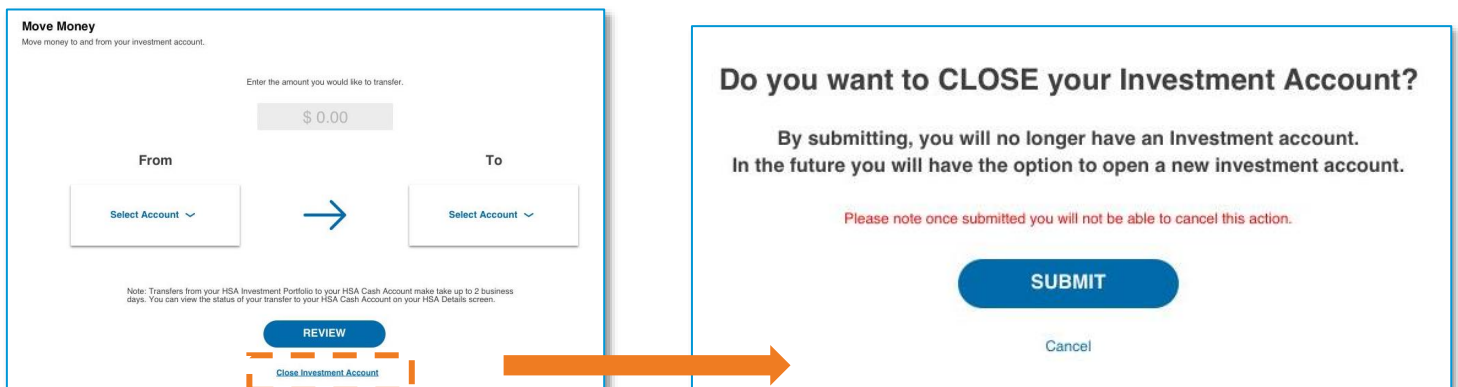 Move Money
Move money to and from your investment account.
Enter the amount you would like to transfer.
$ 0.00
From
To
Select Account
Select Account
Note: Transfers from your HSA Investment Portfolio to your HSA Cash Account make take up to 2 business
days. You can view the status of your transfer to your HSA Cash Account on your HSA Details screen.
REVIEW
Close Investment Account
Do you want to CLOSE your Investment Account?
By submitting, you will no longer have an Investment account.
In the future you will have the option to open a new investment account.
Please note once submitted you will not be able to cancel this action.
SUBMIT
Cancel